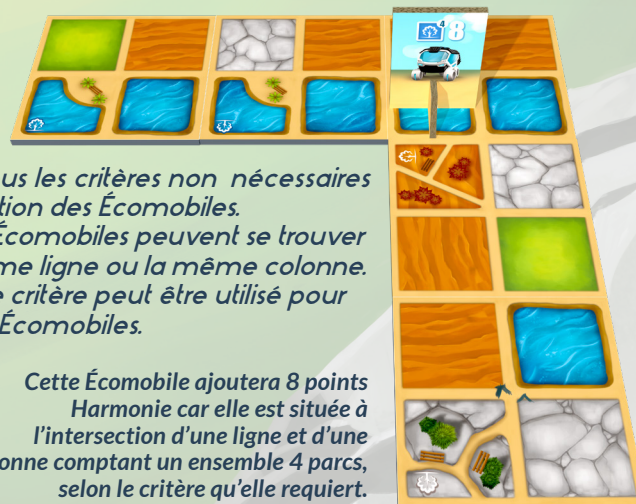 4 8
us les critères non nécessaires
tion des Écomobiles.
Écomobiles peuvent se trouver
me ligne ou la même colonne.
e critère peut être utilisé pour
Écomobiles.
Cette Écomobile ajoutera 8 points
Harmonie car elle est située à
l'intersection d'une ligne et d'une
onne comptant un ensemble 4 parcs,
selon le critère qu'elle requiert.